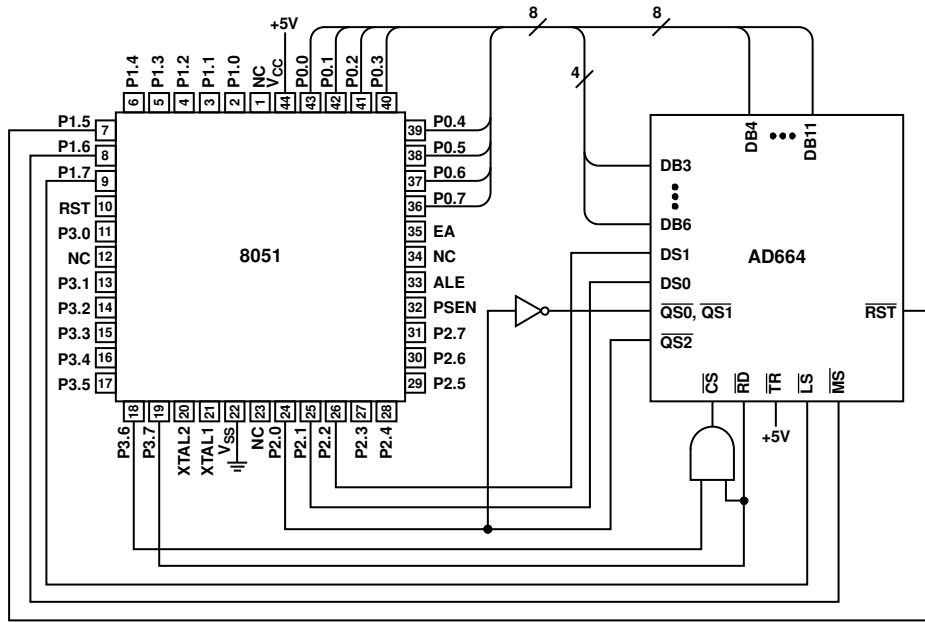 +5V
8
8
P1.4
P1.3
P1.2
P1.1
P1.0
NC
VCC
P0.0
P0.1
P0.2
P0.3
4
6
5
4
3
2
1
44
43
42
41
40
P1.5
7
39
P0.4
P1.6
8
38
P0.5
P1.7
9
37
P0.6
RST
10
36
P0.7
P3.0
11
35
EA
NC
12
34
NC
P3.1
13
33
ALE
P3.2
14
32
PSEN
P3.3
15
31
P2.7
P3.4
16
30
P2.6
P3.5
17
29
P2.5
8051
18
19
20
21
22
23
24
25
26
27
28
P3.6
P3.7
XTAL2
XTAL1
VSS
NC
P2.0
P2.1
P2.2
P2.3
P2.4
DB4
DB11
DB3
DB6
DS1
DS0
QS0, QS1
QS2
AD664
RST
CS
RD
TR
LS
MS
+5V